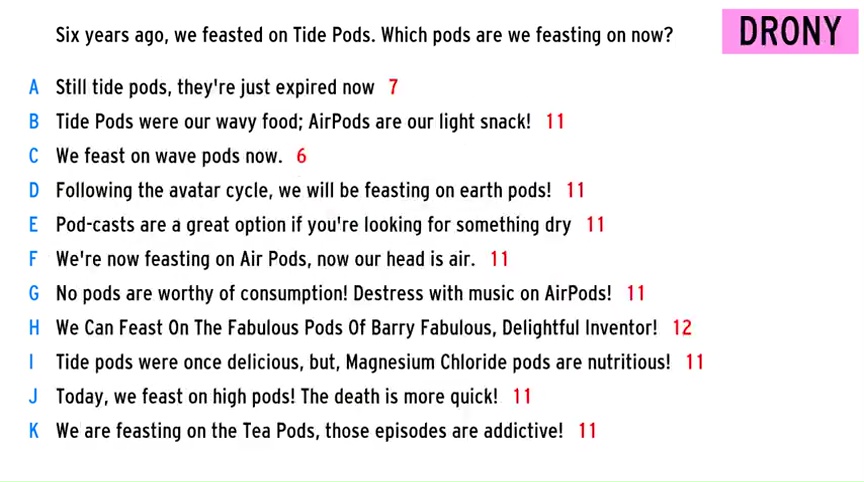 Six years ago, we feasted on Tide Pods. Which pods are we feasting on now?
DRONY
A Still tide pods, they're just expired now 7
B Tide Pods were our wavy food; AirPods are our light snack! 11
C We feast on wave pods now. 6
D Following the avatar cycle, we will be feasting on earth pods! 11
E Pod-casts are a great option if you're looking for something dry 11
F We're now feasting on Air Pods, now our head is air. 11
G No pods are worthy of consumption! Destress with music on AirPods! 11
H We Can Feast On The Fabulous Pods Of Barry Fabulous, Delightful Inventor! 12
I Tide pods were once delicious, but, Magnesium Chloride pods are nutritious! 11
J Today, we feast on high pods! The death is more quick! 11
K We are feasting on the Tea Pods, those episodes are addictive! 11